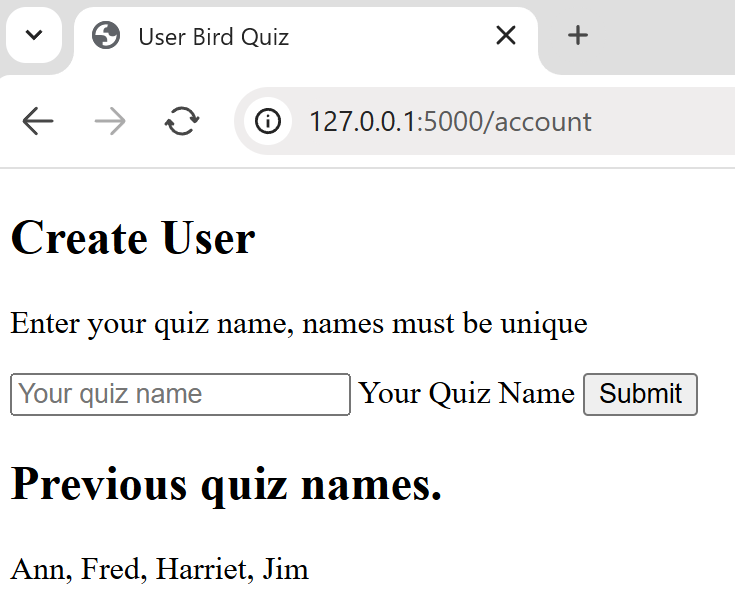 User Bird Quiz
127.0.0.1:5000/account
Create User
Enter your quiz name, names must be unique
Your quiz name Your Quiz Name Submit
Previous quiz names.
Ann, Fred, Harriet, Jim